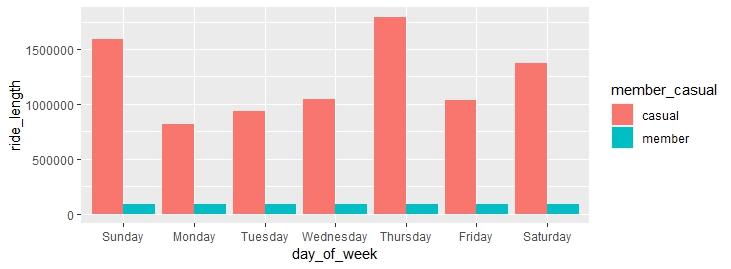 ride_length
1500000
1000000
500000
0
Sunday Monday Tuesday Wednesday Thursday Friday Saturday
day_of_week
member_casual
casual
member